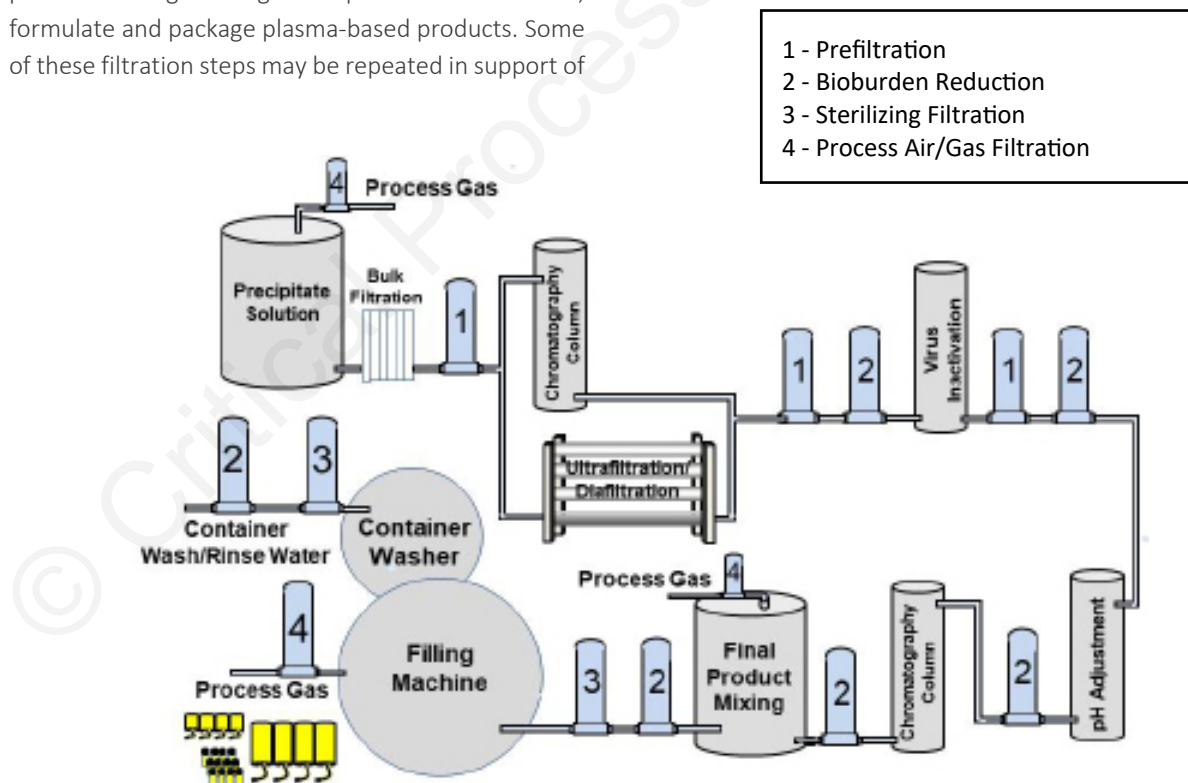 formulate and package plasma-based products. Some
of these filtration steps may be repeated in support of
1 - Prefiltration
2 - Bioburden Reduction
3 - Sterilizing Filtration
4 - Process Air/Gas Filtration
4
Process Gas
Precipitate
Solution
Bulk
Filtration
1
Chromatography
Column
Ultrafiltration/
Diafiltration
1
2
Virus
Inactivation
1
2
2
3
Container
Wash/Rinse Water
Container
Washer
4
Process Gas
Filling
Machine
3
2
Process Gas
4
Final
Product
Mixing
2
Chromatography
Column
2
pH Adjustment
© Critical Process